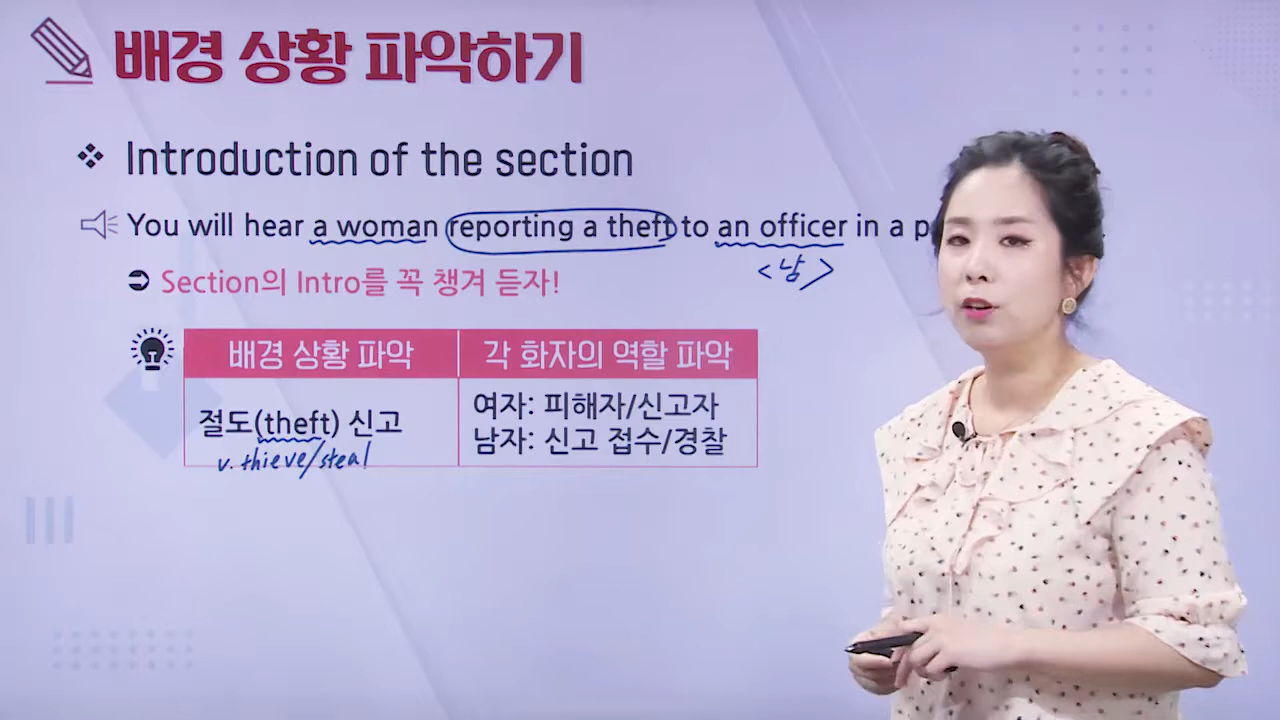 배경 상황 파악하기
Introduction of the section
You will hear a woman reporting a theft to an officer in a
<남>
Section의 Intro를 꼭 챙겨 듣자!
배경 상황 파악
각 화자의 역할 파악
절도(theft) 신고
v. thieve/steal
여자: 피해자/신고자
남자: 신고 접수/경찰